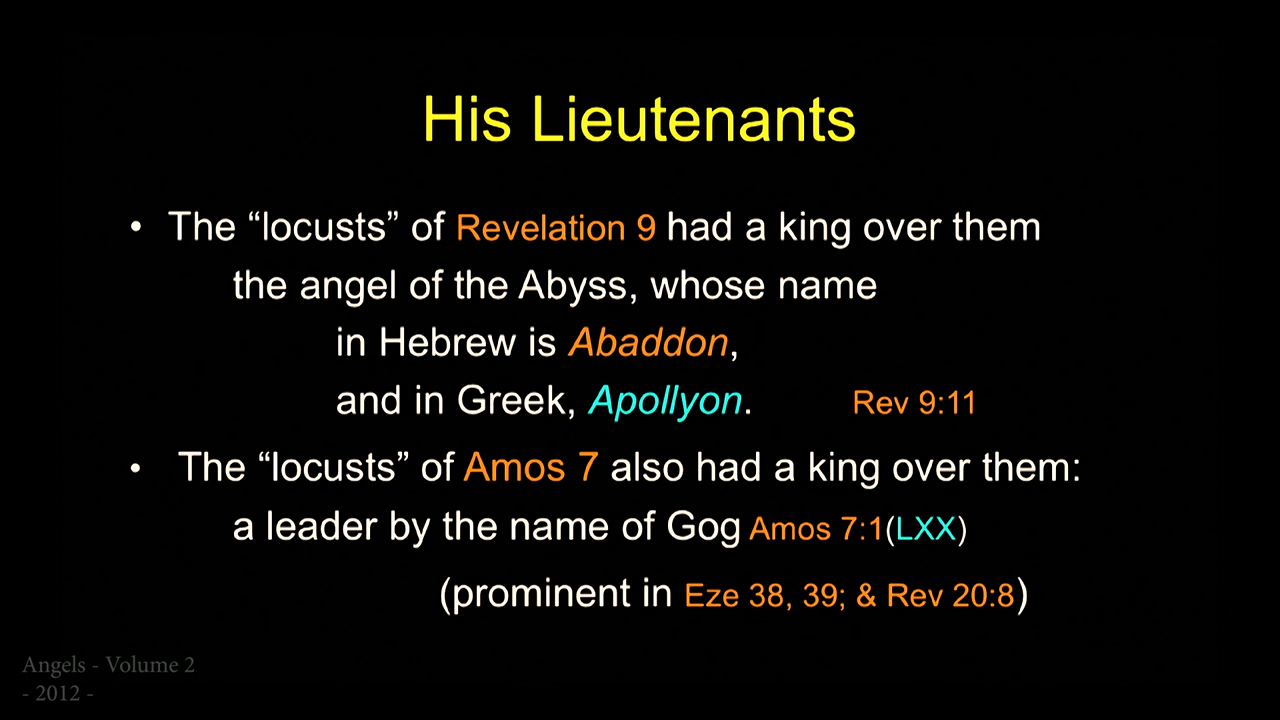 His Lieutenants
• The “locusts” of Revelation 9 had a king over them
the angel of the Abyss, whose name
in Hebrew is Abaddon,
and in Greek, Apollyon. Rev 9:11
• The “locusts” of Amos 7 also had a king over them:
a leader by the name of Gog Amos 7:1(LXX)
(prominent in Eze 38, 39; & Rev 20:8)
Angels - Volume 2
- 2012 -